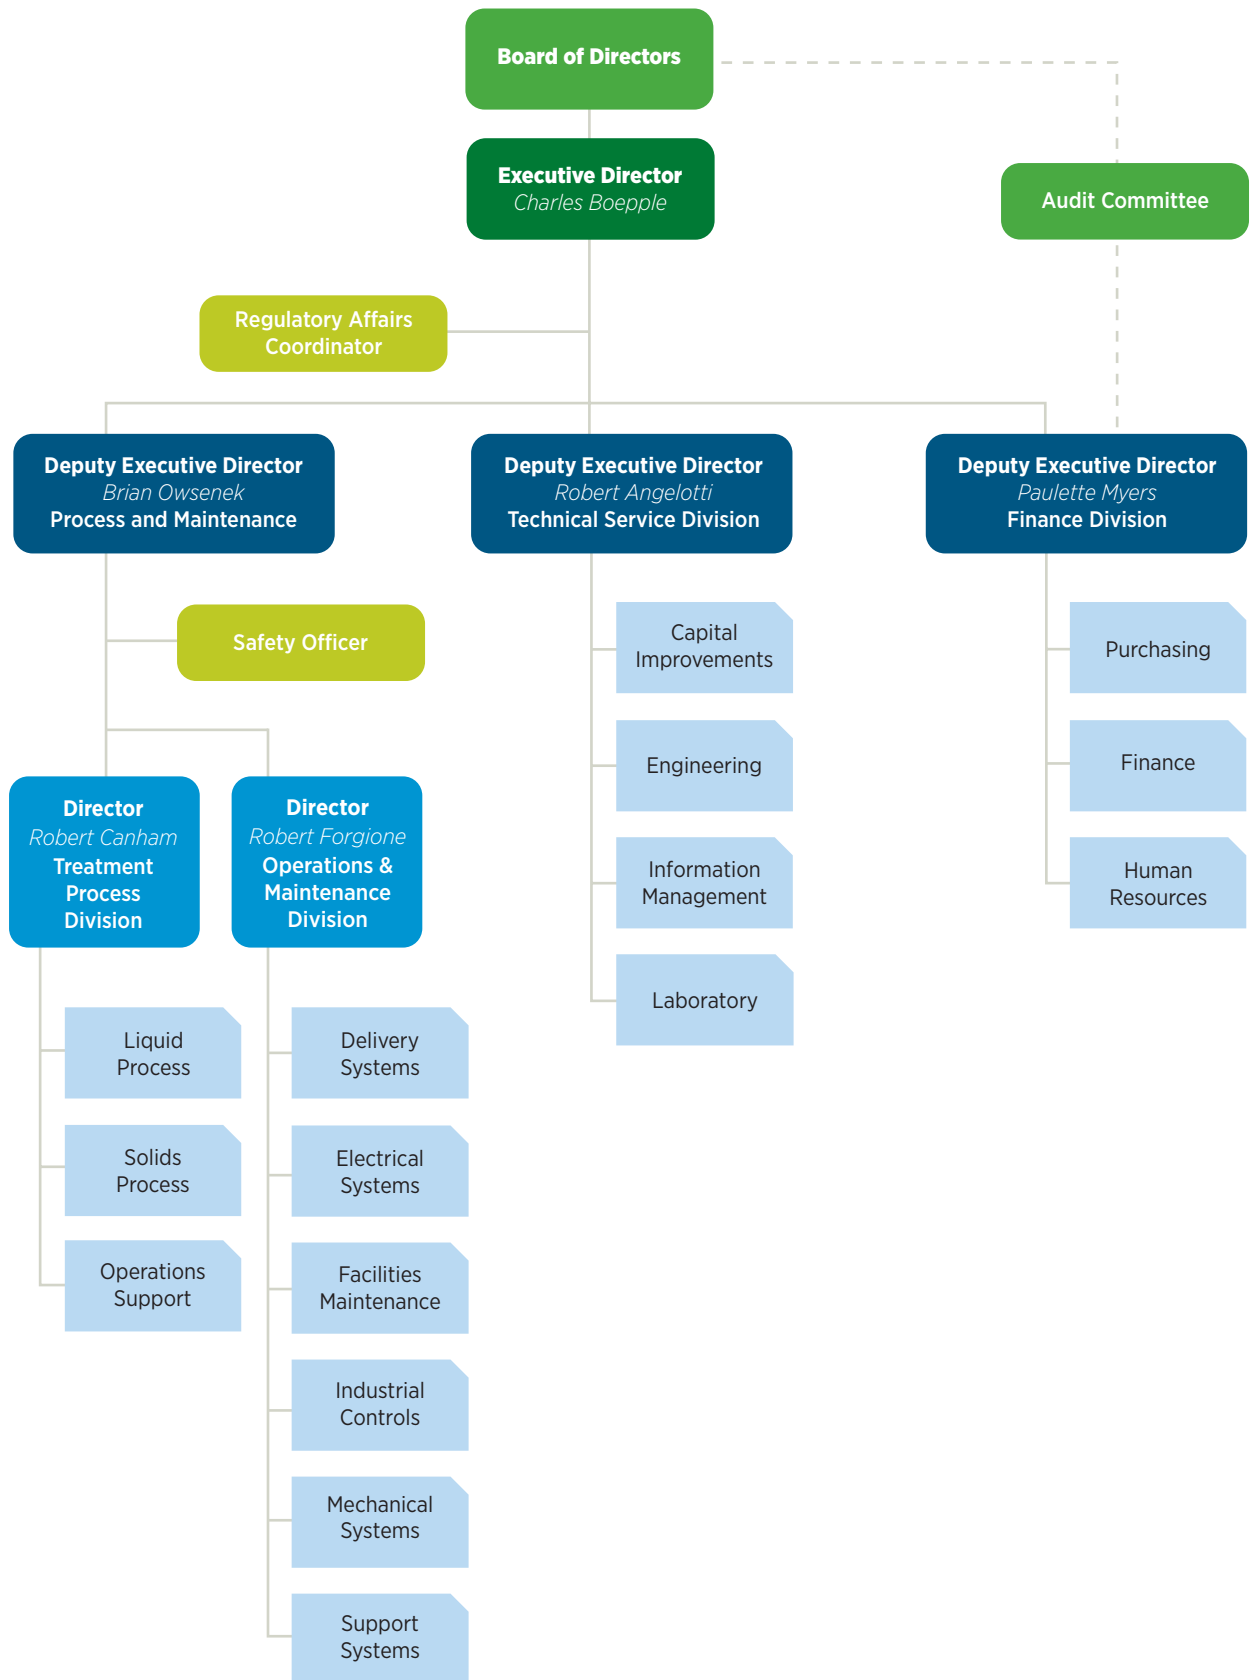 Board of Directors
Executive Director
Charles Boepple
Audit Committee
Regulatory Affairs
Coordinator
Deputy Executive Director
Brian Owsenek
Process and Maintenance
Deputy Executive Director
Robert Angelotti
Technical Service Division
Deputy Executive Director
Paulette Myers
Finance Division
Safety Officer
Capital
Improvements
Engineering
Information
Management
Laboratory
Purchasing
Finance
Human
Resources
Director
Robert Canham
Treatment
Process
Division
Director
Robert Forgione
Operations &
Maintenance
Division
Liquid
Process
Solids
Process
Operations
Support
Delivery
Systems
Electrical
Systems
Facilities
Maintenance
Industrial
Controls
Mechanical
Systems
Support
Systems